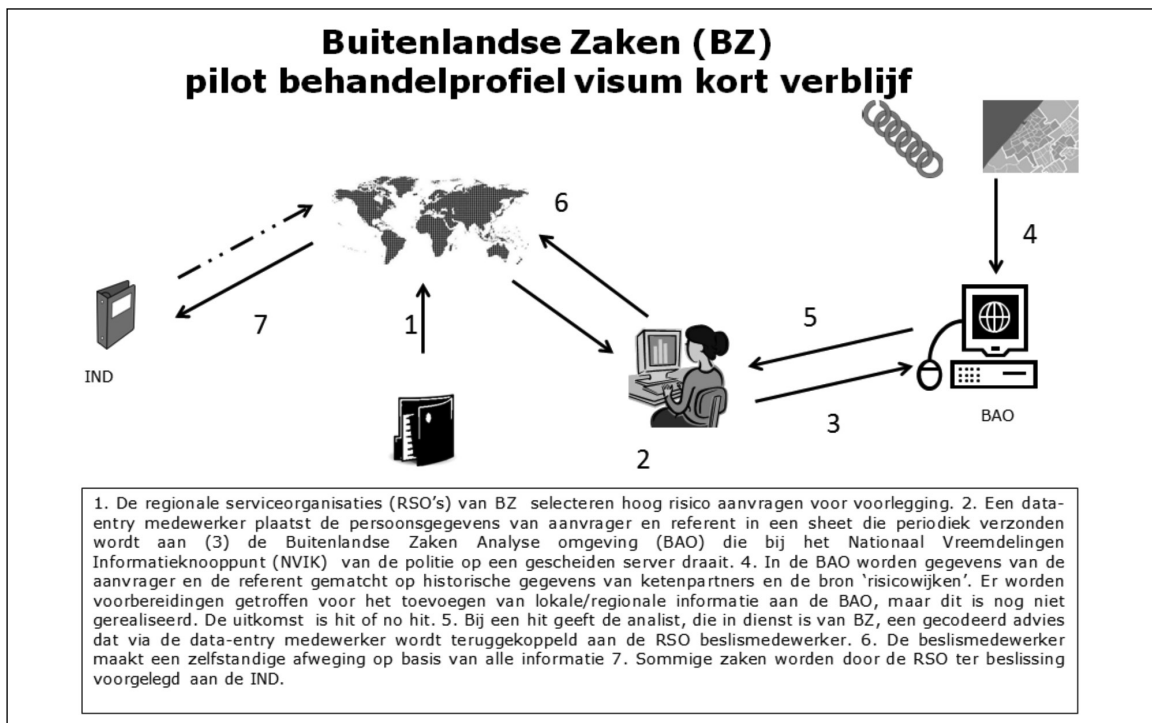 Buitenlandse Zaken (BZ)
pilot behandelprofiel visum kort verblijf
6
4
5
7
1
IND
3
BAO
2
1. De regionale serviceorganisaties (RSO's) van BZ selecteren hoog risico aanvragen voor voorlegging. 2. Een data-
entry medewerker plaatst de persoonsgegevens van aanvrager en referent in een sheet die periodiek verzonden
wordt aan (3) de Buitenlandse Zaken Analyse omgeving (BAO) die bij het Nationaal Vreemdelingen
Informatieknooppunt (NVIK) van de politie op een gescheiden server draait. 4. In de BAO worden gegevens van de
aanvrager en de referent gematcht op historische gegevens van ketenpartners en de bron 'risicowijken'. Er worden
voorbereidingen getroffen voor het toevoegen van lokale/regionale informatie aan de BAO, maar dit is nog niet
gerealiseerd. De uitkomst is hit of no hit. 5. Bij een hit geeft de analist, die in dienst is van BZ, een gecodeerd advies
dat via de data-entry medewerker wordt teruggekoppeld aan de RSO beslismedewerker. 6. De beslismedewerker
maakt een zelfstandige afweging op basis van alle informatie 7. Sommige zaken worden door de RSO ter beslissing
voorgelegd aan de IND.